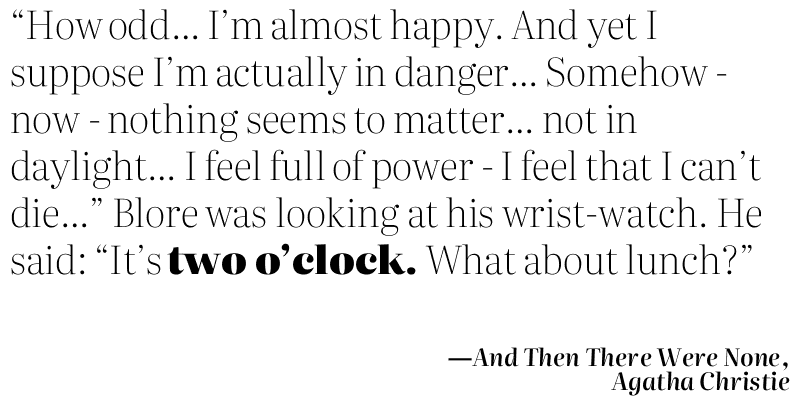 “How odd... I’m almost happy. And yet I
suppose I’m actually in danger... Somehow -
now - nothing seems to matter... not in
daylight... I feel full of power - I feel that I can’t
die...” Blore was looking at his wrist-watch. He
said: “It’s two o’clock. What about lunch?”
—And Then There Were None,
Agatha Christie